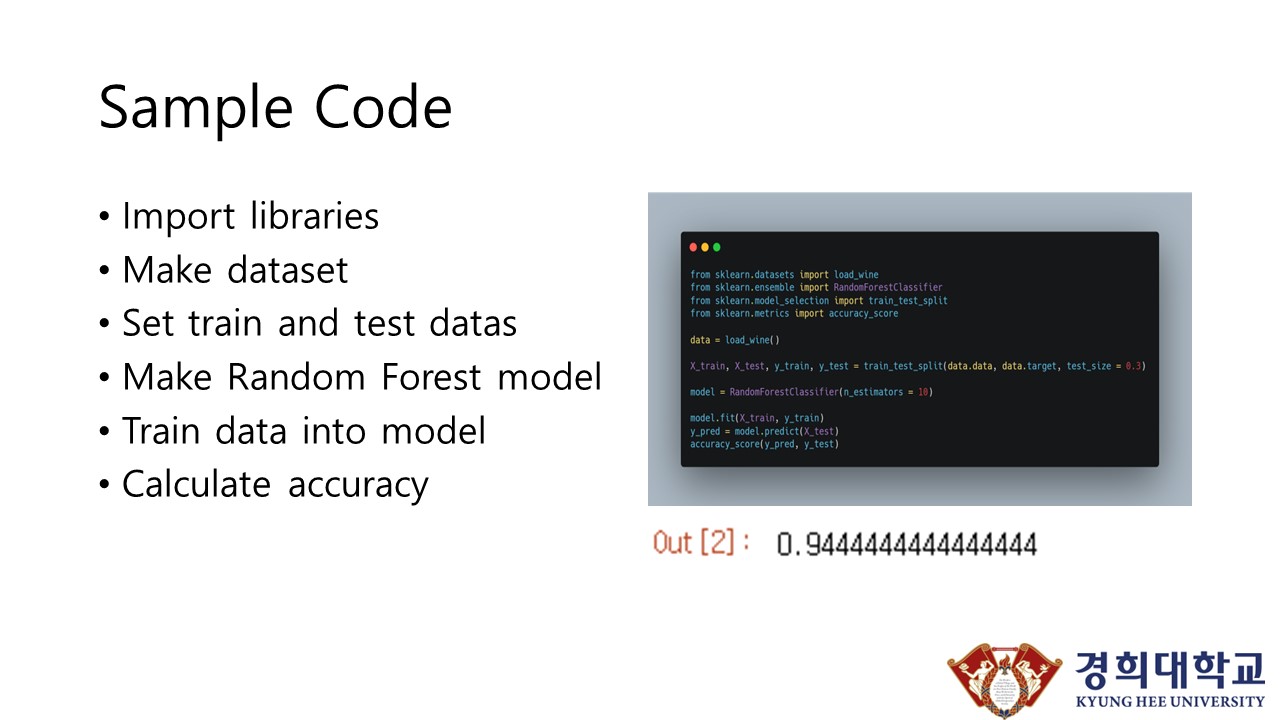 Sample Code
• Import libraries
• Make dataset
• Set train and test datas
• Make Random Forest model
• Train data into model
• Calculate accuracy
from sklearn.datasets import load_wine
from sklearn.ensemble import RandomForestClassifier
from sklearn.model_selection import train_test_split
from sklearn.metrics import accuracy_score
data = load_wine()
X_train, X_test, y_train, y_test = train_test_split(data.data, data.target, test_size = 0.3)
model = RandomForestClassifier(n_estimators = 10)
model.fit(X_train, y_train)
y_pred = model.predict(X_test)
accuracy_score(y_pred, y_test)
Out [2] : 0.9444444444444444
경희대학교
KYUNG HEE UNIVERSITY